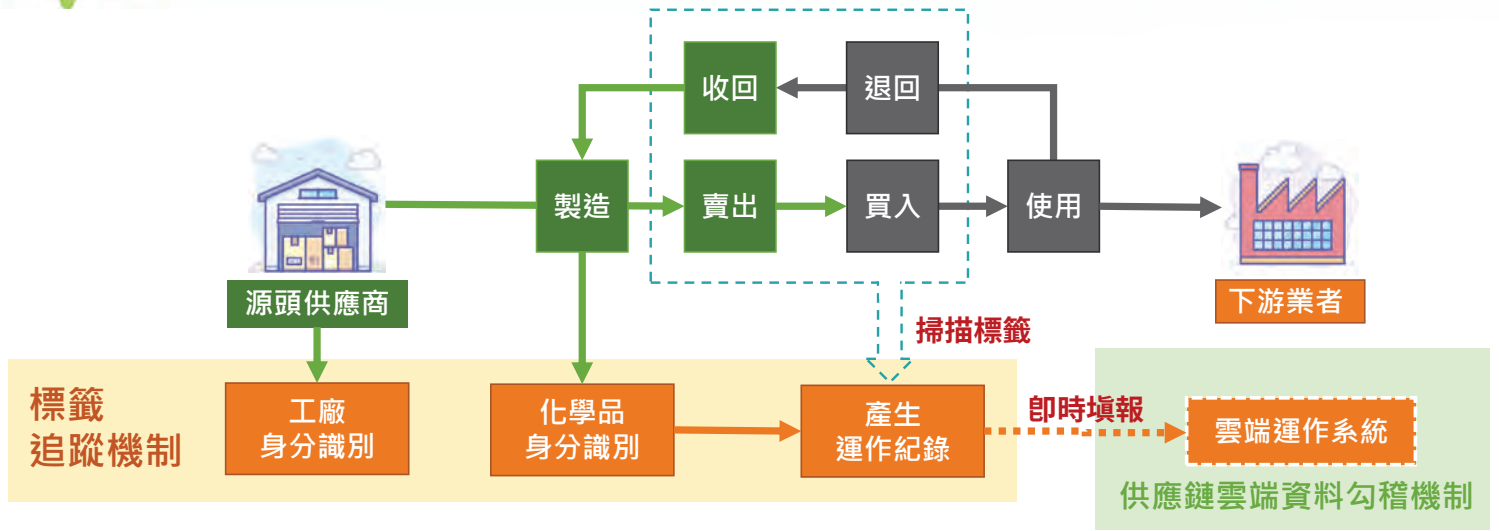 收回
退回
製造
賣出
買入
使用
源頭供應商
下游業者
掃描標籤
標籤
追蹤機制
工廠
身分識別
化學品
身分識別
產生
運作紀錄
即時填報
雲端運作系統
供應鏈雲端資料勾稽機制